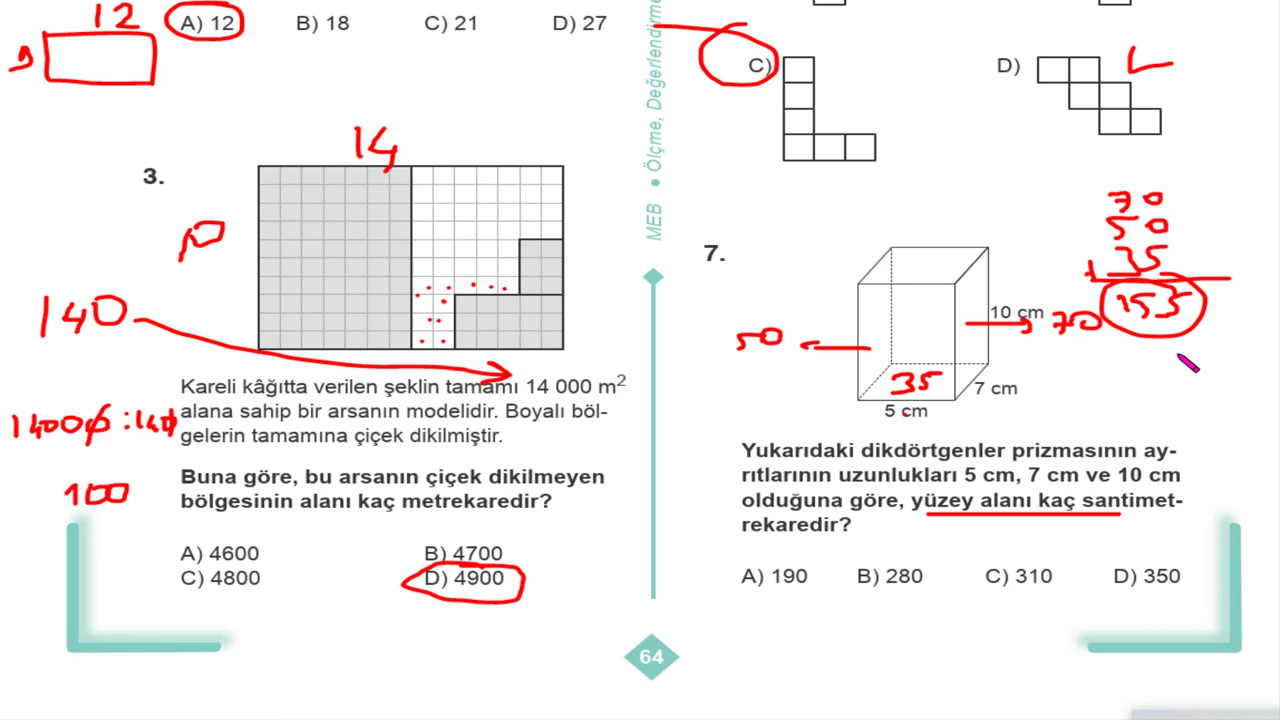 12
9
A) 12 B) 18 C) 21 D) 27
3.
14
10
140
Kareli kâğıtta verilen şeklin tamamı 14 000 m²
alana sahip bir arsanın modelidir. Boyalı böl-
gelerin tamamına çiçek dikilmiştir.
14000 : 140
100
Buna göre, bu arsanın çiçek dikilmeyen
bölgesinin alanı kaç metrekaredir?
A) 4600 B) 4700
C) 4800 D) 4900
MEB • Ölçme, Değerlendirme
64
C) D)
7.
70
50
35
155
10 cm
70
50
35
7 cm
5 cm
Yukarıdaki dikdörtgenler prizmasının ay-
rıtlarının uzunlukları 5 cm, 7 cm ve 10 cm
olduğuna göre, yüzey alanı kaç santimet-
rekaredir?
A) 190 B) 280 C) 310 D) 350